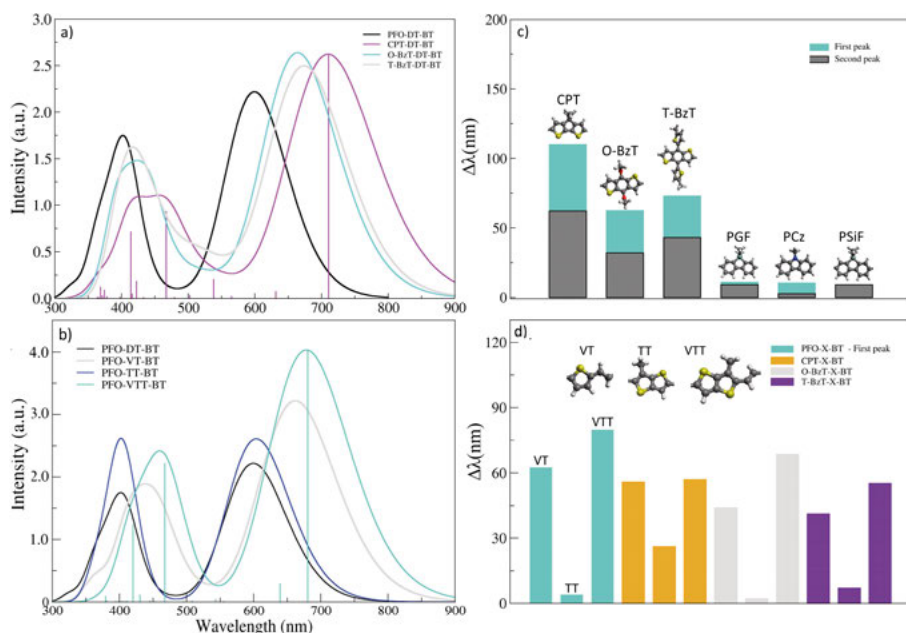 a)
3.0
2.5
2.0
1.5
1.0
0.5
0.0
Intensity (a.u.)
300 400 500 600 700 800 900
PFO-DT-BT
CPT-DT-BT
O-BzT-DT-BT
T-BzT-DT-BT
b)
4.0
3.0
2.0
1.0
0
Intensity (a.u.)
300 400 500 600 700 800 900
Wavelength (nm)
PFO-DT-BT
PFO-VT-BT
PFO-TT-BT
PFO-VTT-BT
c)
150
100
50
0
Δλ(nm)
First peak
Second peak
CPT
O-BzT
T-BzT
PGF
PCz
PSiF
d)
120
90
60
30
0
Δλ(nm)
PFO-X-BT - First peak
CPT-X-BT
O-BzT-X-BT
T-BzT-X-BT
VT
TT
VTT
VT
TT
VTT